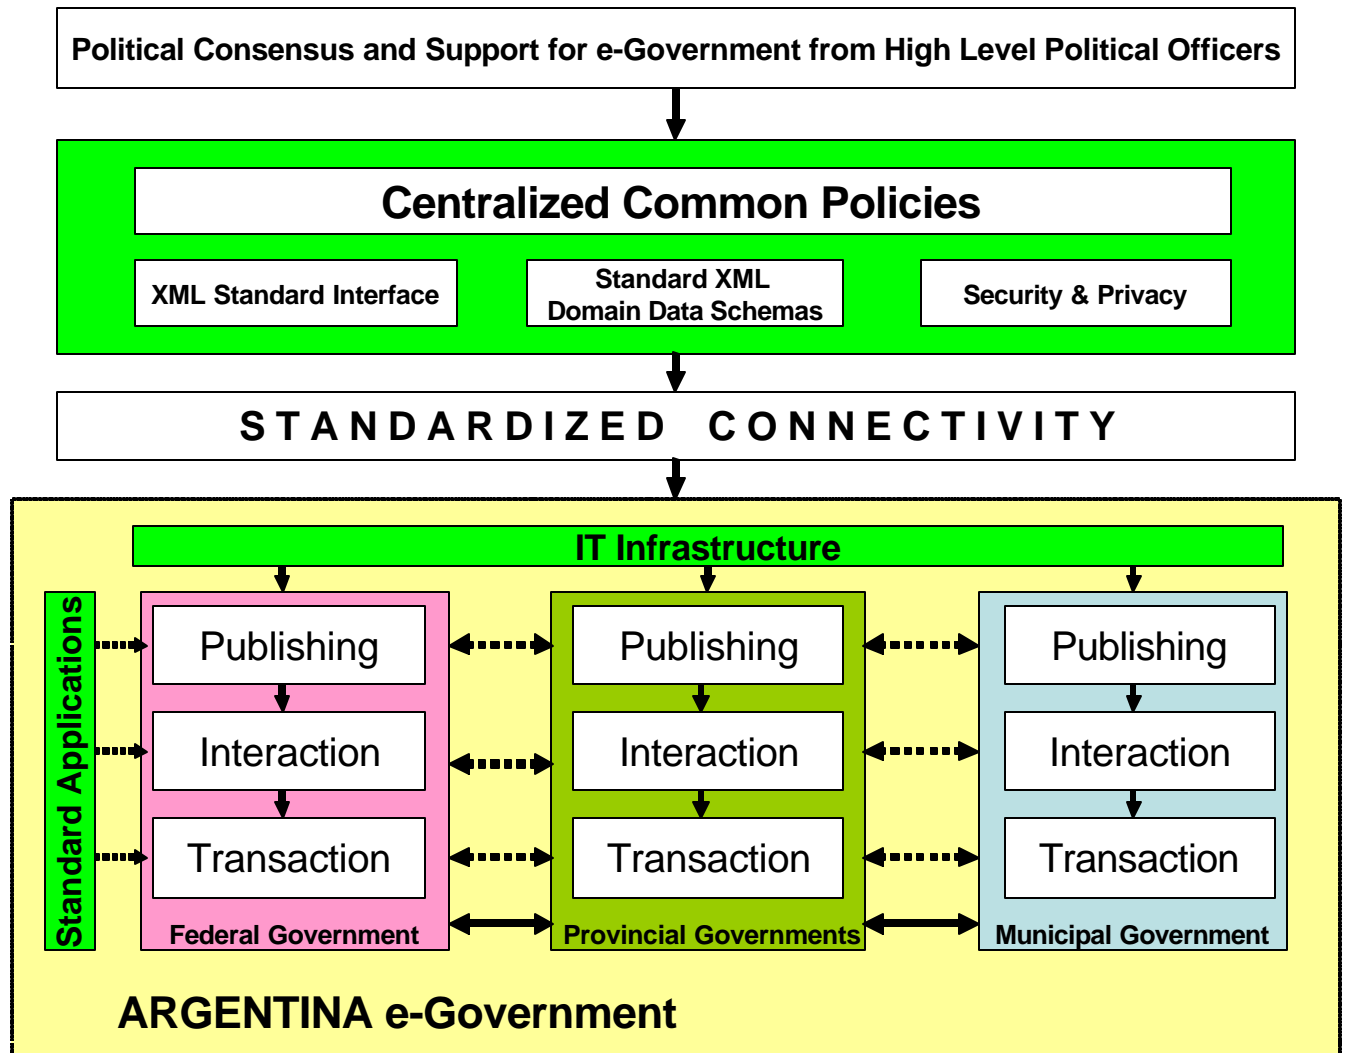 Political Consensus and Support for e-Government from High Level Political Officers
Centralized Common Policies
XML Standard Interface
Standard XML
Domain Data Schemas
Security & Privacy
STANDARDIZED CONNECTIVITY
IT Infrastructure
Standard Applications
Publishing
Interaction
Transaction
Federal Government
Publishing
Interaction
Transaction
Provincial Governments
Publishing
Interaction
Transaction
Municipal Government
ARGENTINA e-Government